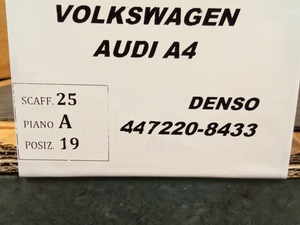 VOLKSWAGEN
AUDI A4
SCAFF. 25
PIANO A
POSIZ. 19
DENSO
447220-8433